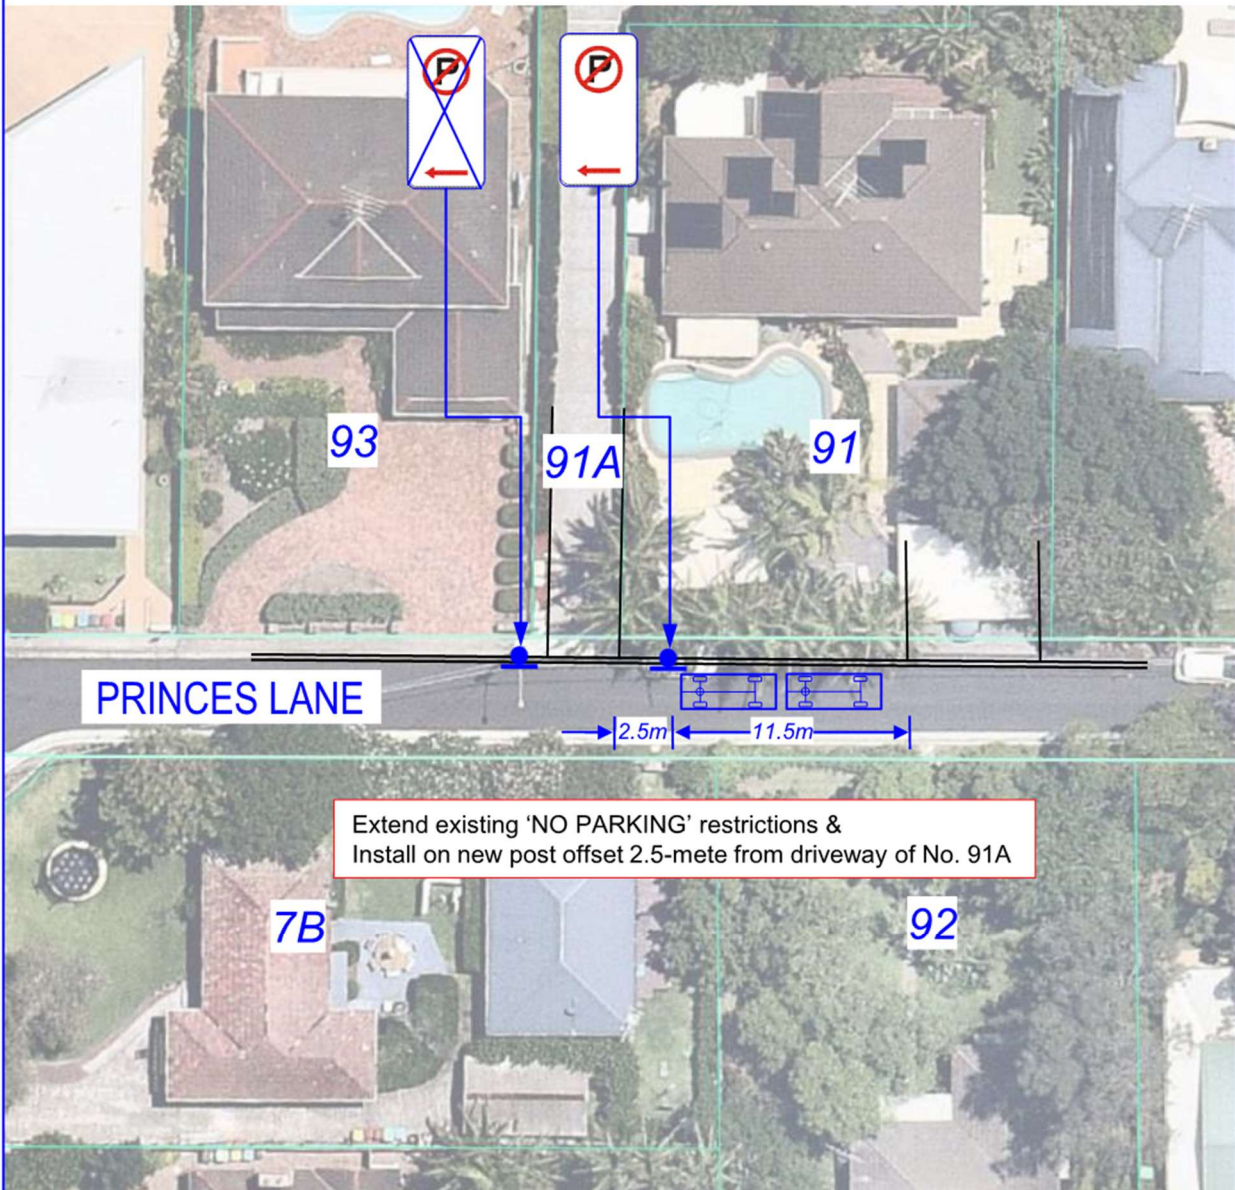 P
P
93
91A
91
PRINCES LANE
2.5m
11.5m
Extend existing ‘NO PARKING’ restrictions &
Install on new post offset 2.5-mete from driveway of No. 91A
7B
92